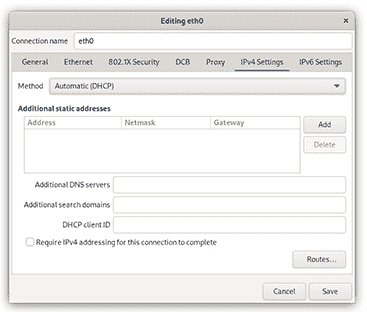 Editing eth0
Connection name eth0
General Ethernet 802.1X Security DCB Proxy IPv4 Settings IPv6 Settings
Method Automatic (DHCP)
Additional static addresses
Address Netmask Gateway Add
Delete
Additional DNS servers
Additional search domains
DHCP client ID
Require IPv4 addressing for this connection to complete
Routes...
Cancel Save